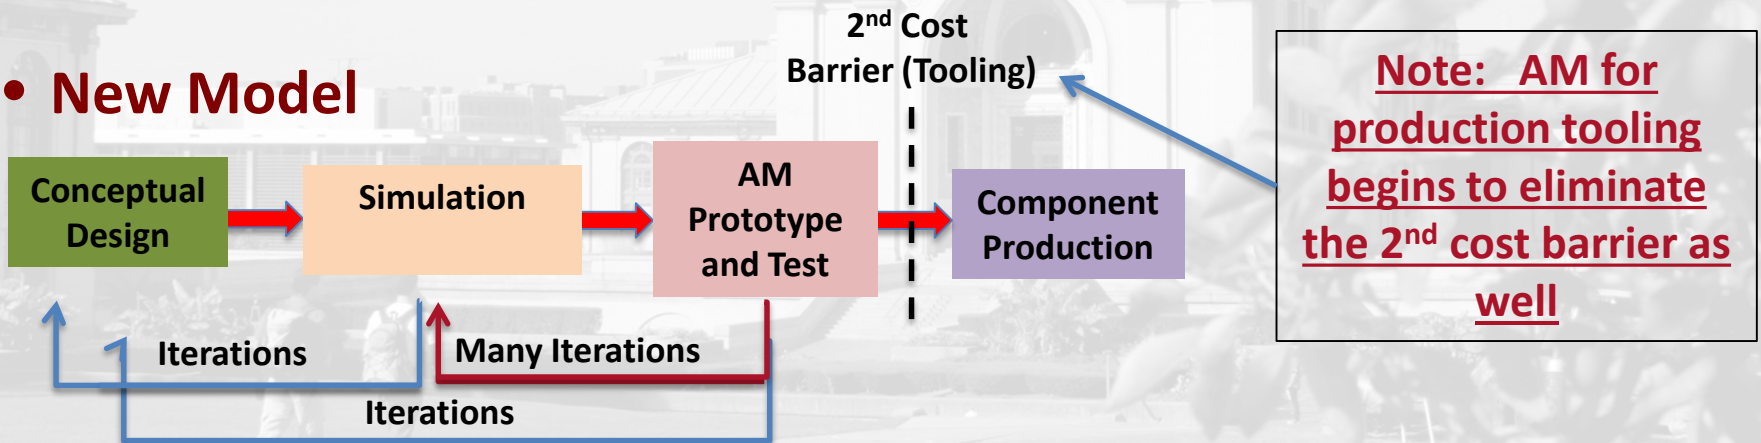 2nd Cost
Barrier (Tooling)
• New Model
Conceptual
Design
Simulation
AM
Prototype
and Test
Component
Production
Note: AM for
production tooling
begins to eliminate
the 2nd cost barrier as
well
Iterations
Many Iterations
Iterations